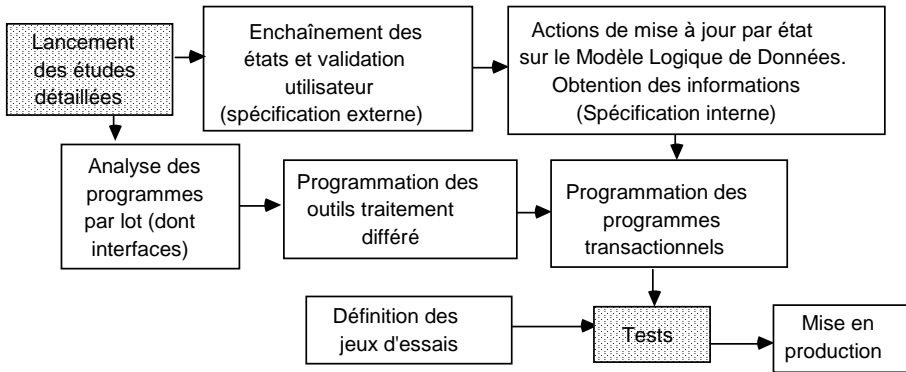 Lancement
des études
détaillées
Enchaînement des
états et validation
utilisateur
(spécification externe)
Actions de mise à jour par état
sur le Modèle Logique de Données.
Obtention des informations
(Spécification interne)
Analyse des
programmes
par lot (dont
interfaces)
Programmation des
outils traitement
différé
Programmation des
programmes
transactionnels
Définition des
jeux d'essais
Tests
Mise en
production